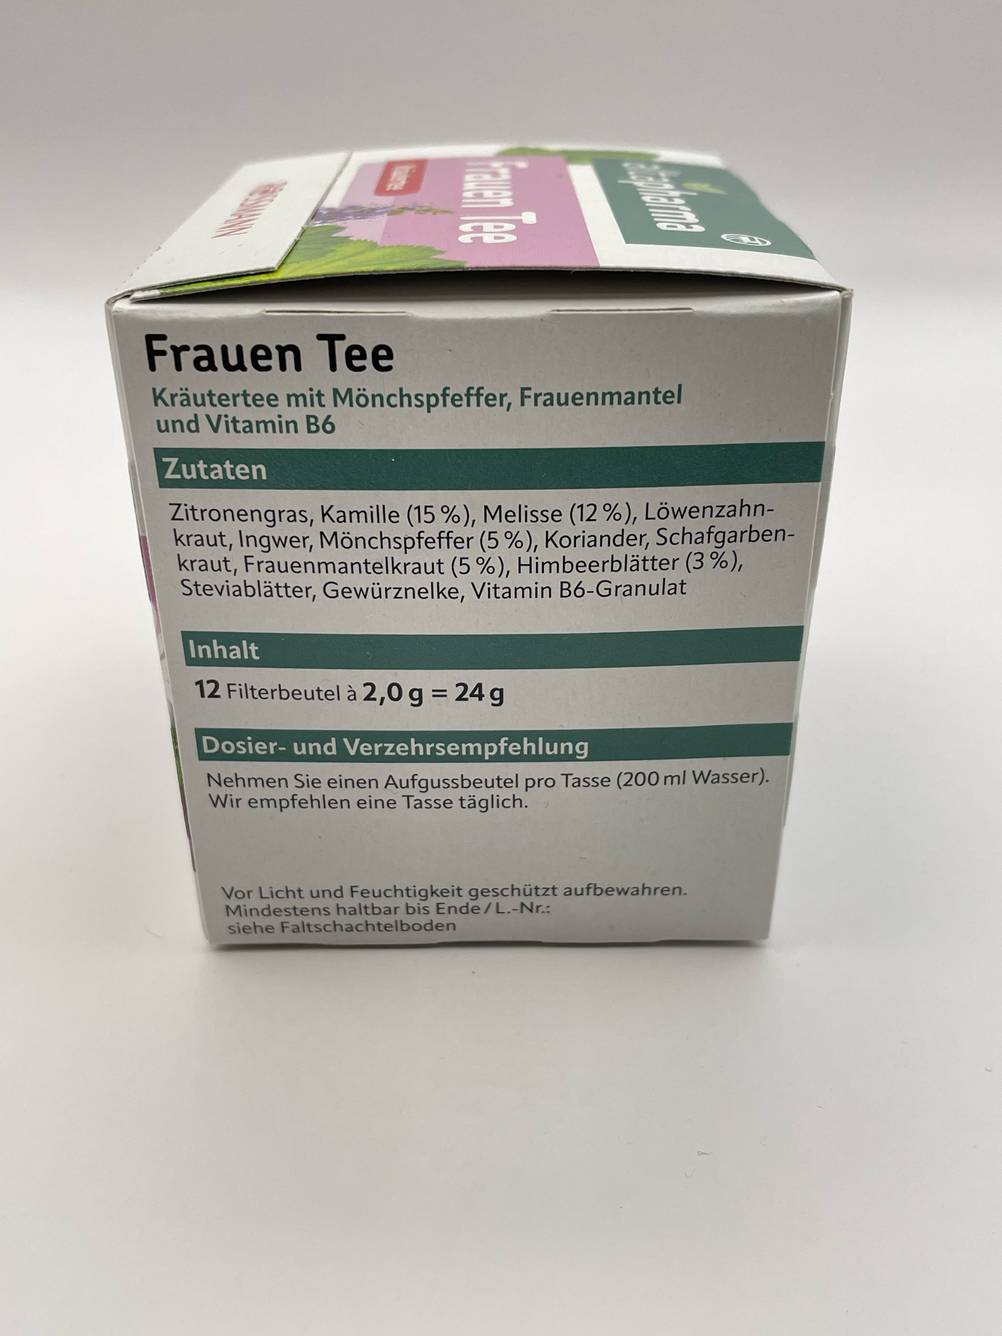 ROSSMANN
Kräutertee
Frauen Tee
altapharma
Frauen Tee
Kräutertee mit Mönchspfeffer, Frauenmantel
und Vitamin B6
Zutaten
Zitronengras, Kamille (15 %), Melisse (12 %), Löwenzahn-
kraut, Ingwer, Mönchspfeffer (5 %), Koriander, Schafgarben-
kraut, Frauenmantelkraut (5 %), Himbeerblätter (3 %),
Steviablätter, Gewürznelke, Vitamin B6-Granulat
Inhalt
12 Filterbeutel à 2,0 g = 24 g
Dosier- und Verzehrsempfehlung
Nehmen Sie einen Aufgussbeutel pro Tasse (200 ml Wasser).
Wir empfehlen eine Tasse täglich.
Vor Licht und Feuchtigkeit geschützt aufbewahren.
Mindestens haltbar bis Ende / L.-Nr.:
siehe Faltschachtelboden